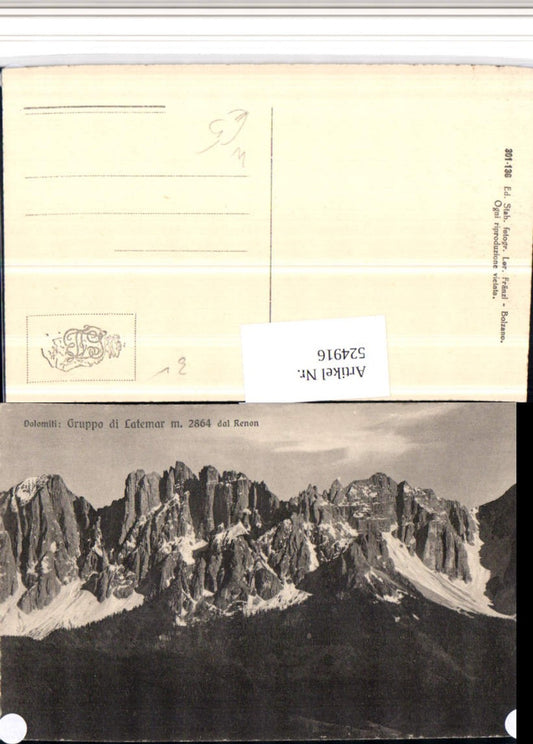 301-136 Ed. Stab. fotogr. Lor. Fränzl - Bolzano.
Ogni riproduzione vietata.
Artikel Nr.
524916
Dolomiti: Gruppo di Latemar m. 2864 dal Renon